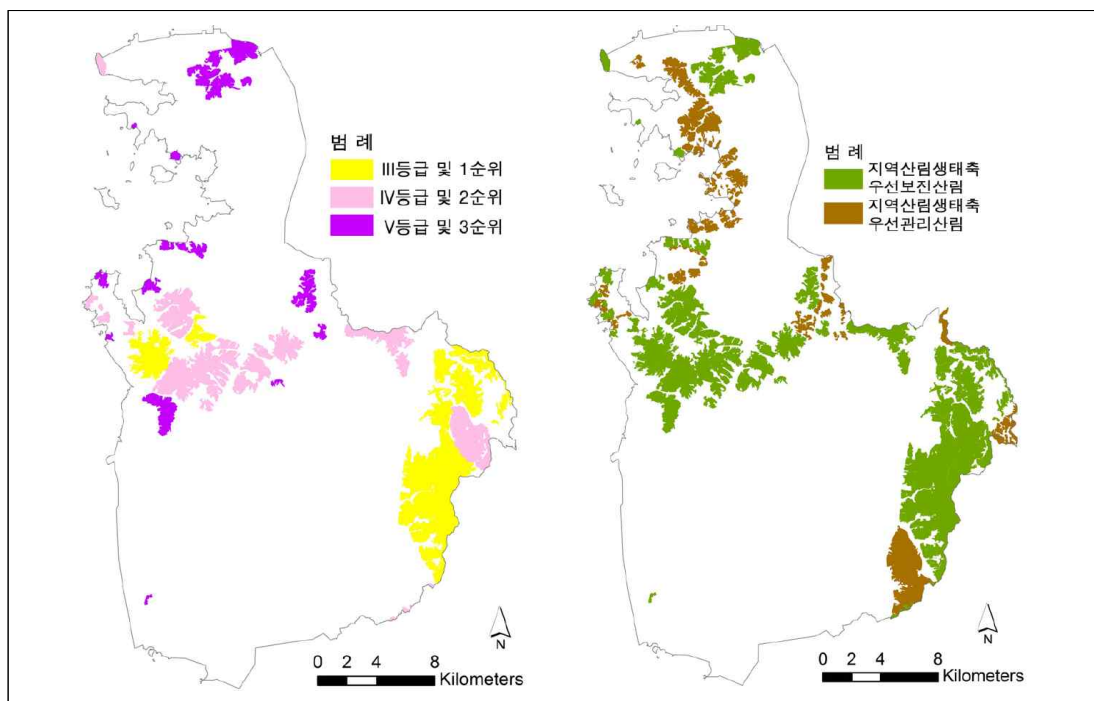 범 례
III등급 및 1순위
IV등급 및 2순위
V등급 및 3순위
N
0 2 4 8
Kilometers
범 례
지역산림생태축
우선보진산림
지역산림생태축
우선관리산림
N
0 2 4 8
Kilometers